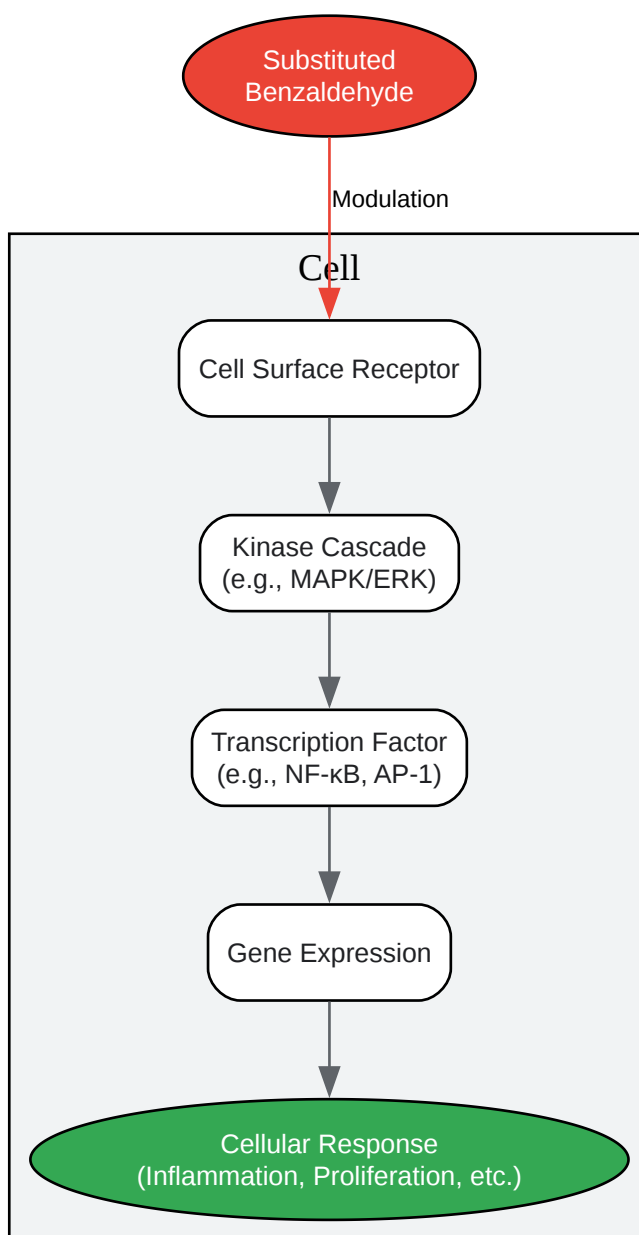 Substituted
Benzaldehyde
Modulation
Cell
Cell Surface Receptor
Kinase Cascade
(e.g., MAPK/ERK)
Transcription Factor
(e.g., NF-κB, AP-1)
Gene Expression
Cellular Response
(Inflammation, Proliferation, etc.)